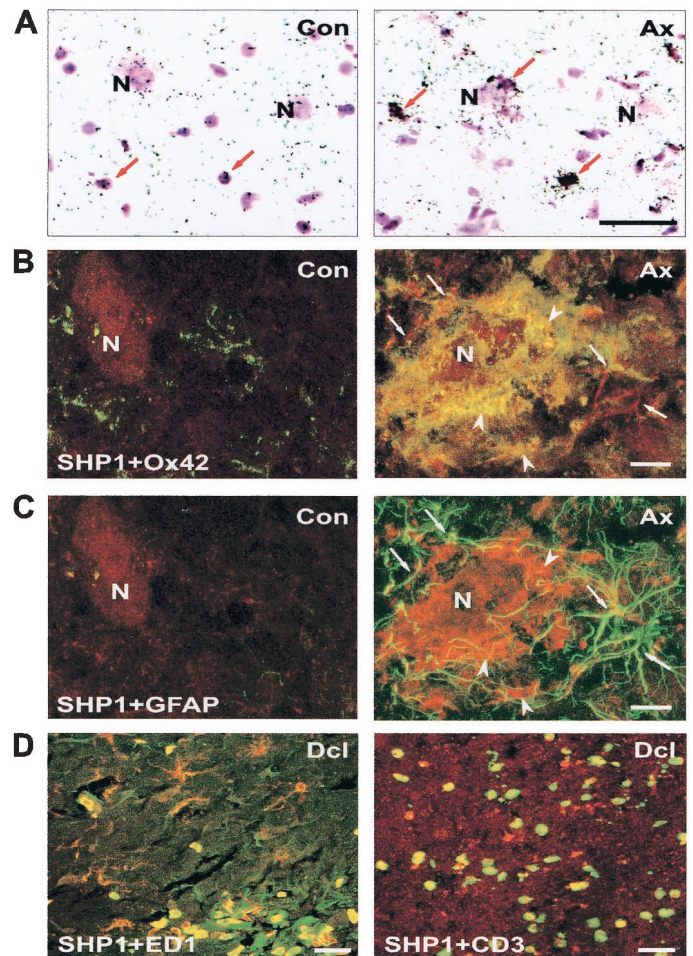 A
Con
N
N
Ax
N
N
B
Con
N
SHP1+Ox42
Ax
N
C
Con
N
SHP1+GFAP
Ax
N
D
Dcl
SHP1+ED1
Dcl
SHP1+CD3